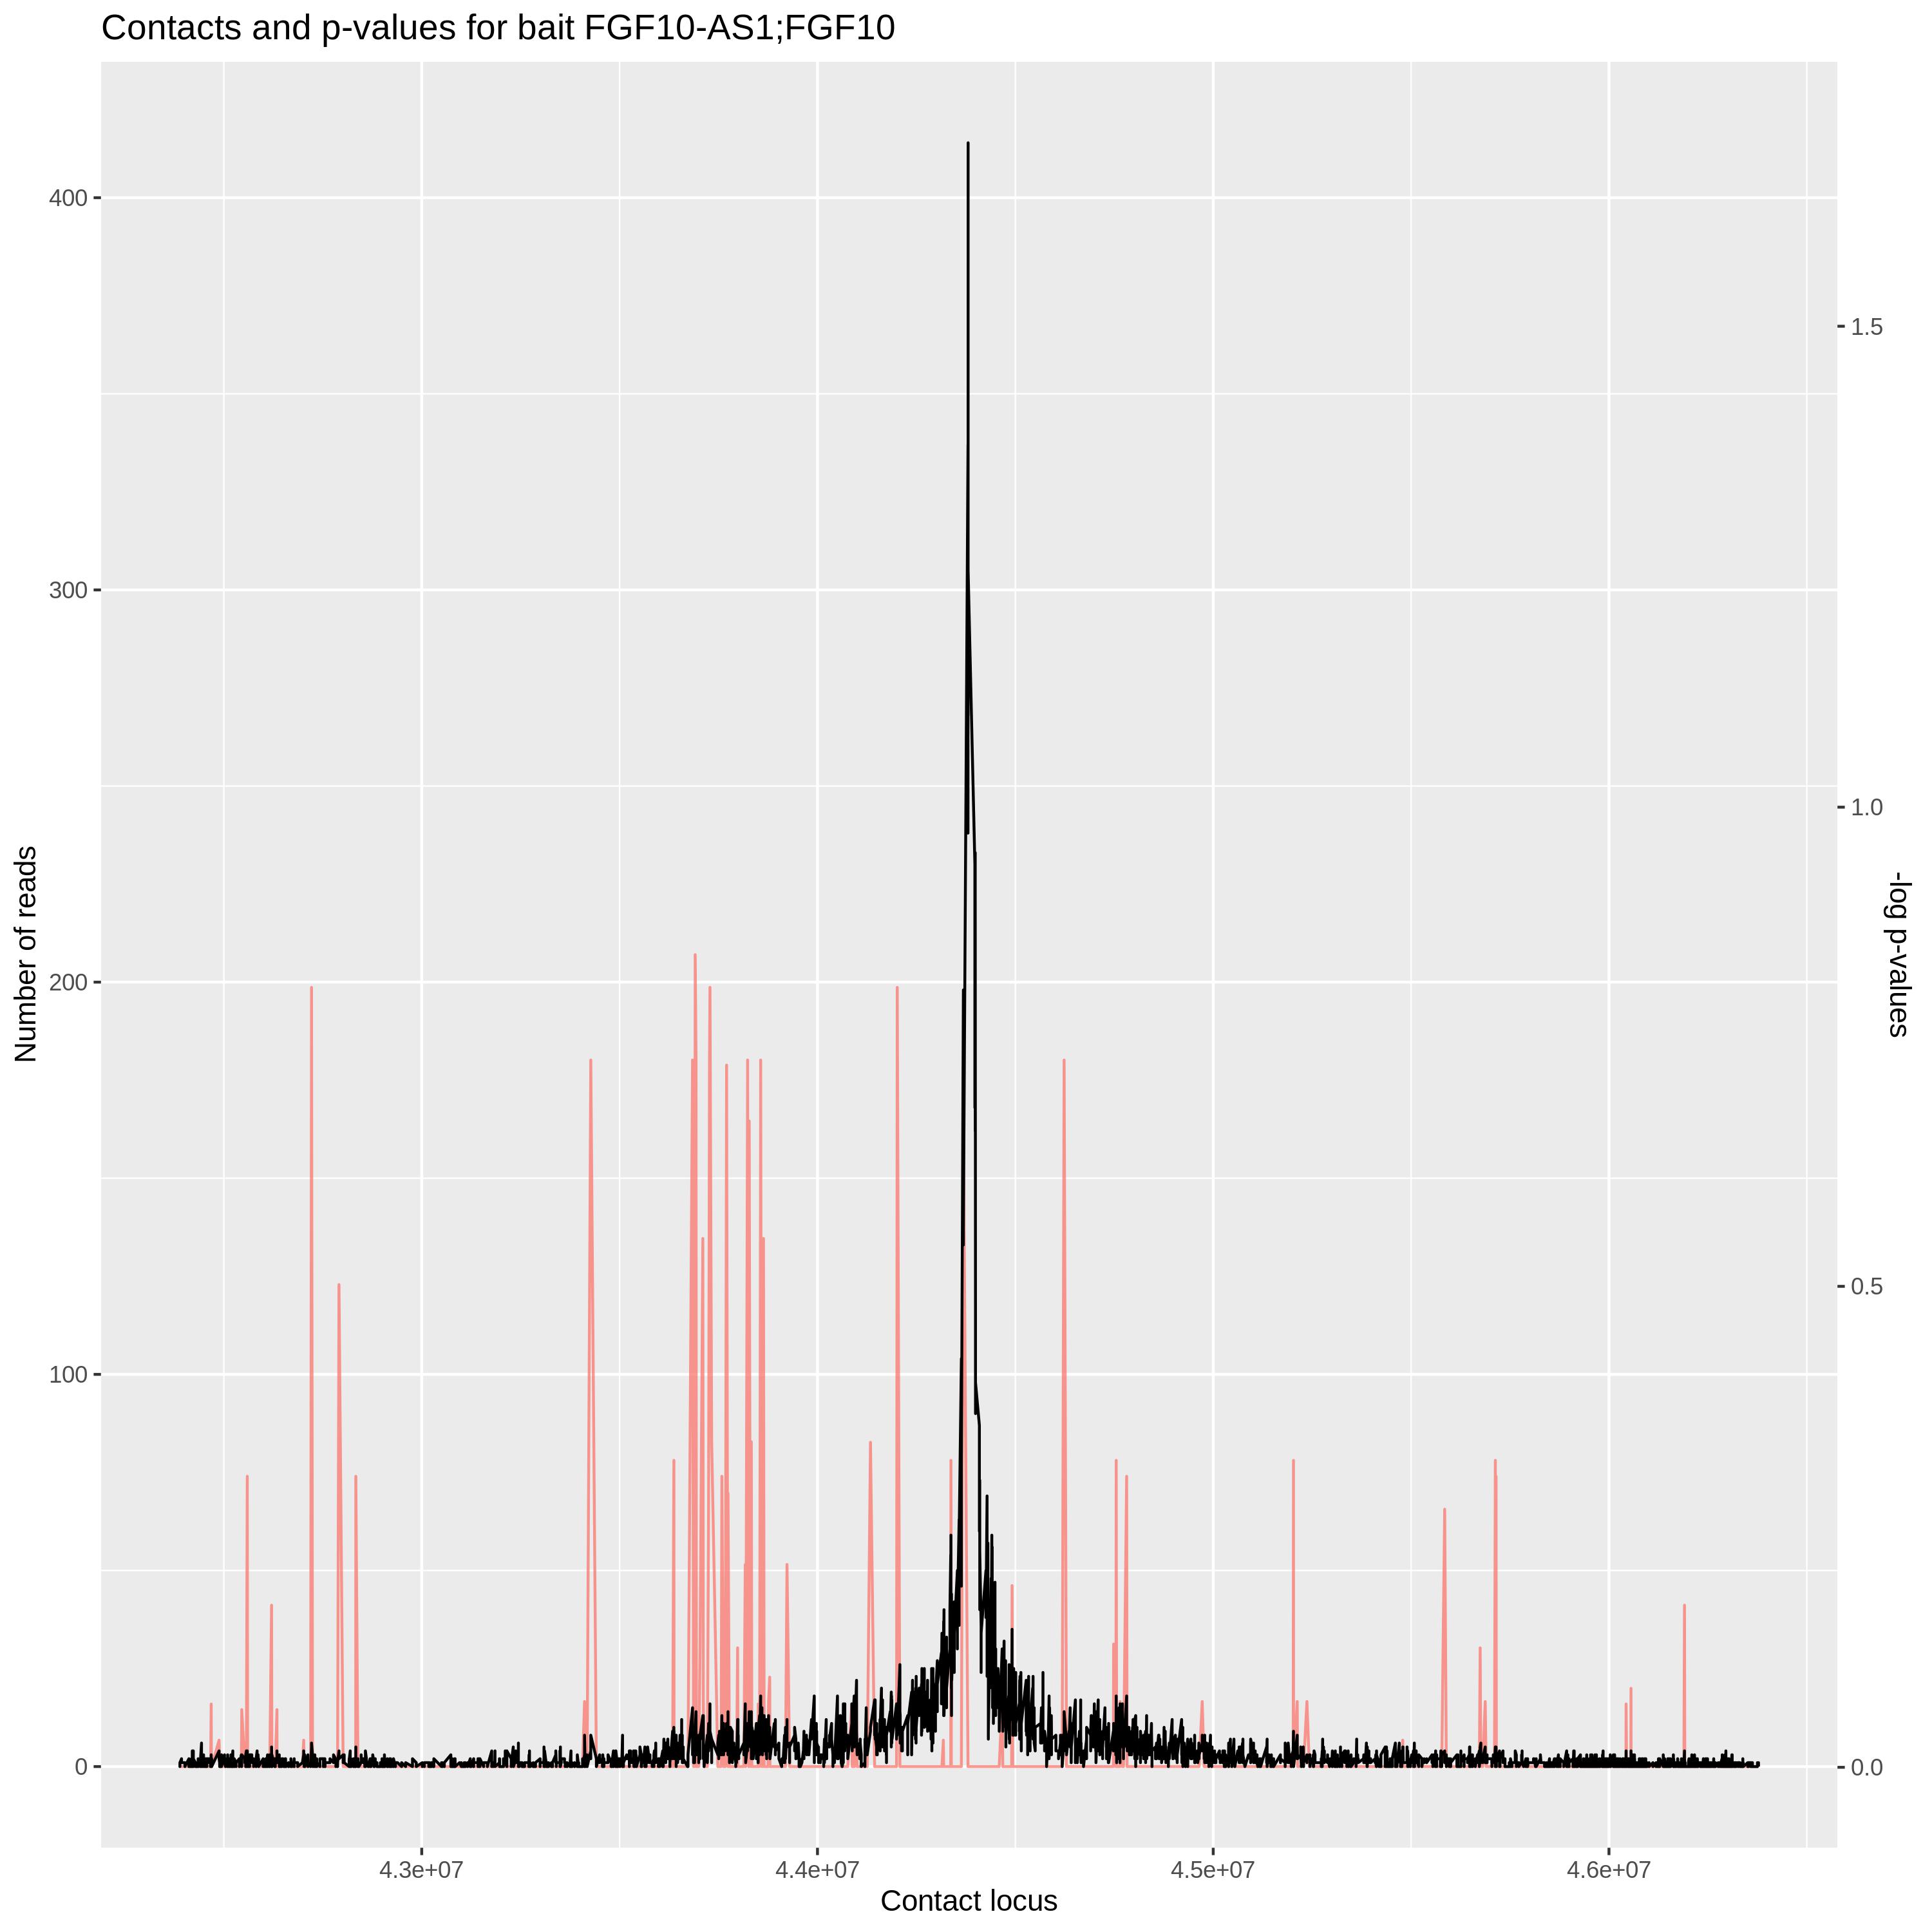 Contacts and p-values for bait FGF10-AS1;FGF10
400
300
200
100
0
Number of reads
1.5
1.0
0.5
0.0
-log p-values
4.3e+07 4.4e+07 4.5e+07 4.6e+07
Contact locus